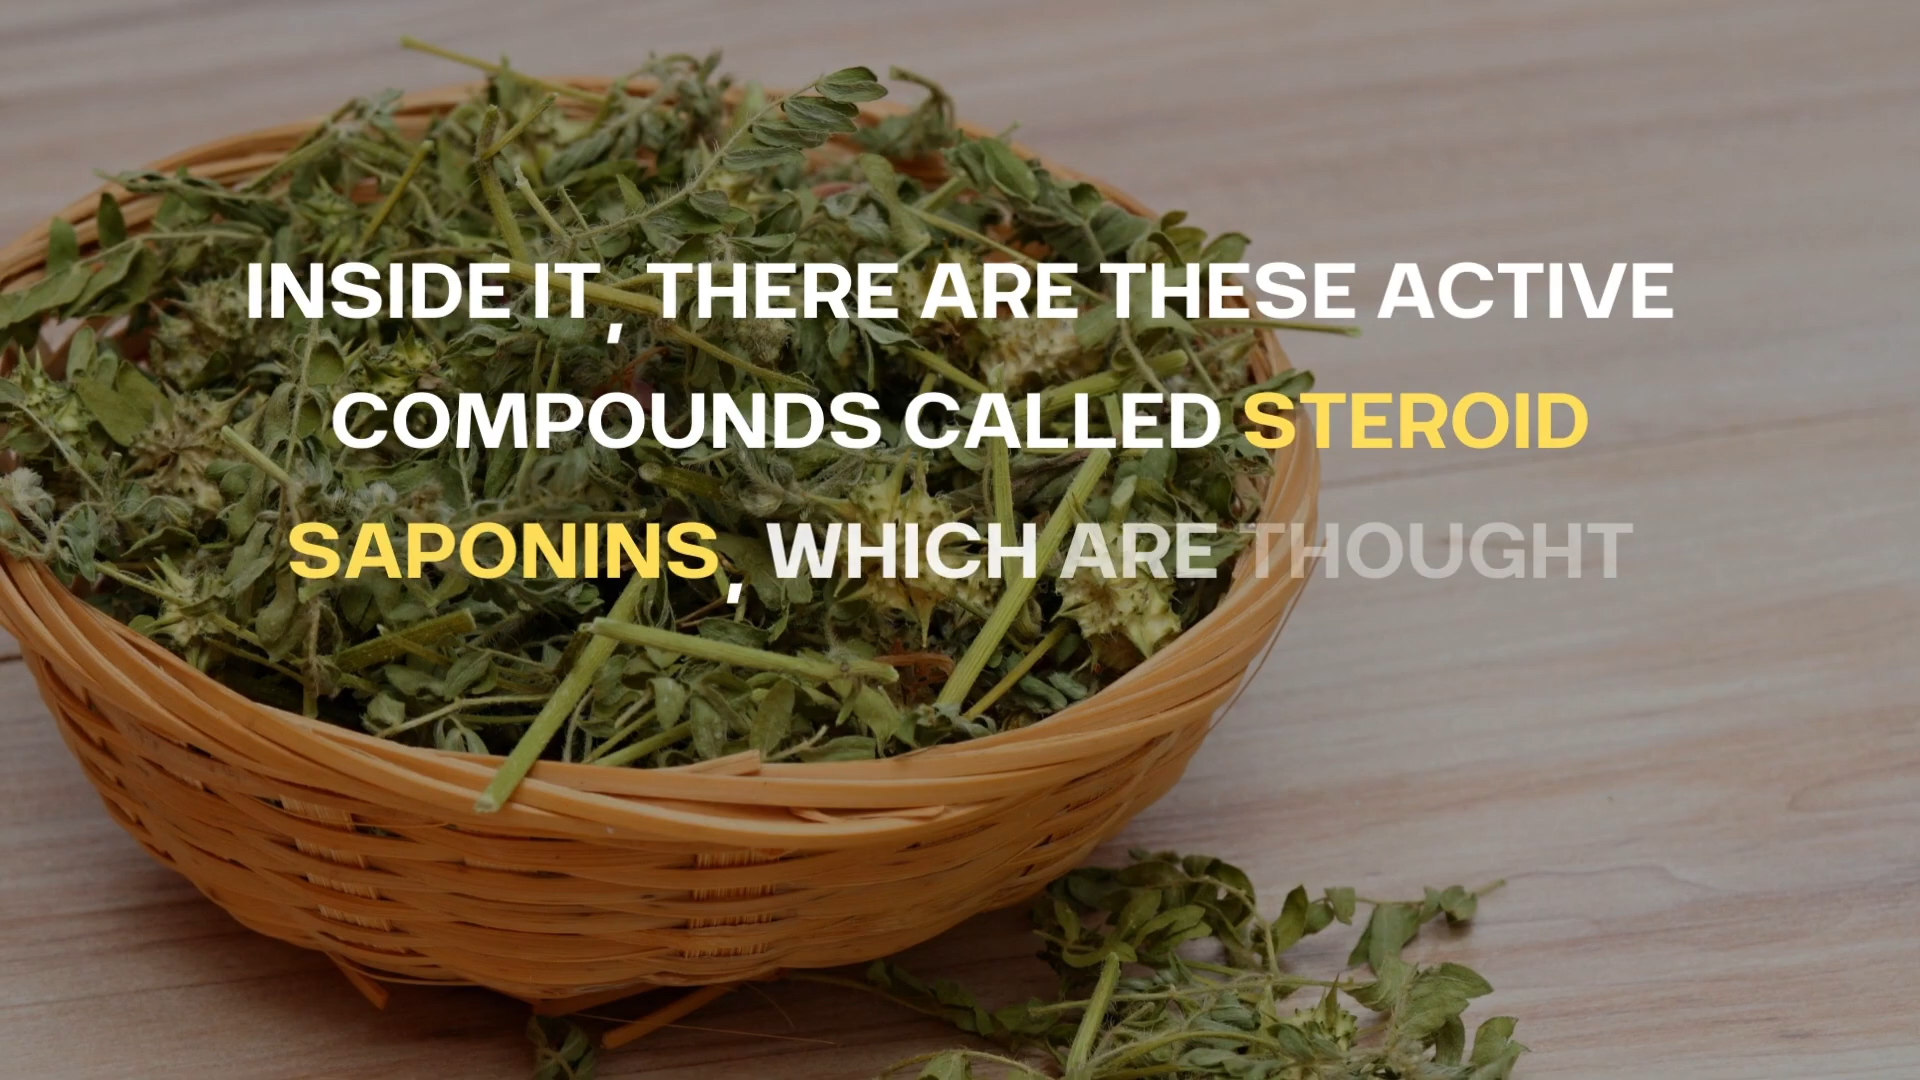 INSIDE IT, THERE ARE THESE ACTIVE
COMPOUNDS CALLED STEROID
SAPONINS, WHICH ARE THOUGHT